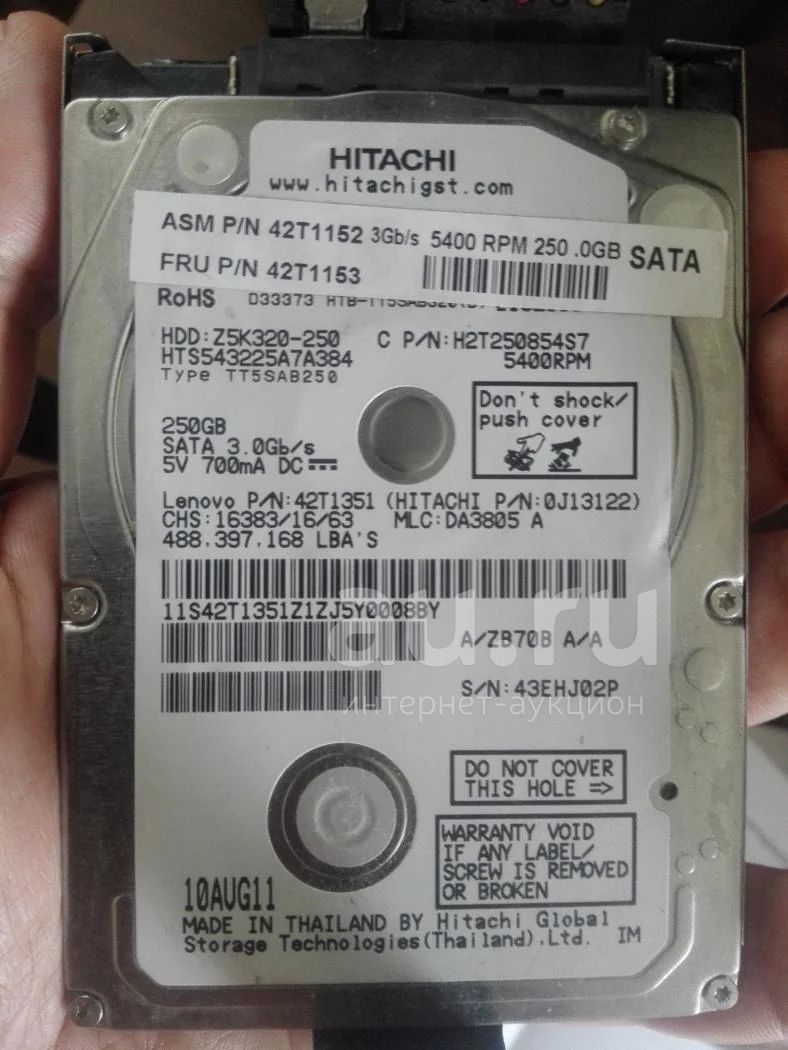 HITACHI
www.hitachigst.com
ASM P/N 42T1152 3Gb/s 5400 RPM 250 .0GB SATA
FRU P/N 42T1153
RoHS D33373
HDD:Z5K320-250 C P/N:H2T250854S7
HTS543225A7A384 5400RPM
Type TT5SAB250
Don't shock/
push cover
250GB
SATA 3.0Gb/s
5V 700mA DC
Lenovo P/N:42T1351 (HITACHI P/N:0J13122)
CHS:16383/16/63 MLC:DA3805 A
488,397,168 LBA'S
11S42T1351Z1ZJ5Y0008BY
A/ZB70B A/A
au.ru
S/N:43EHJ02P
интернет-аукцион
DO NOT COVER
THIS HOLE =>
WARRANTY VOID
IF ANY LABEL/
SCREW IS REMOVED
OR BROKEN
10AUG11
MADE IN THAILAND BY Hitachi Global
Storage Technologies(Thailand).Ltd. IM